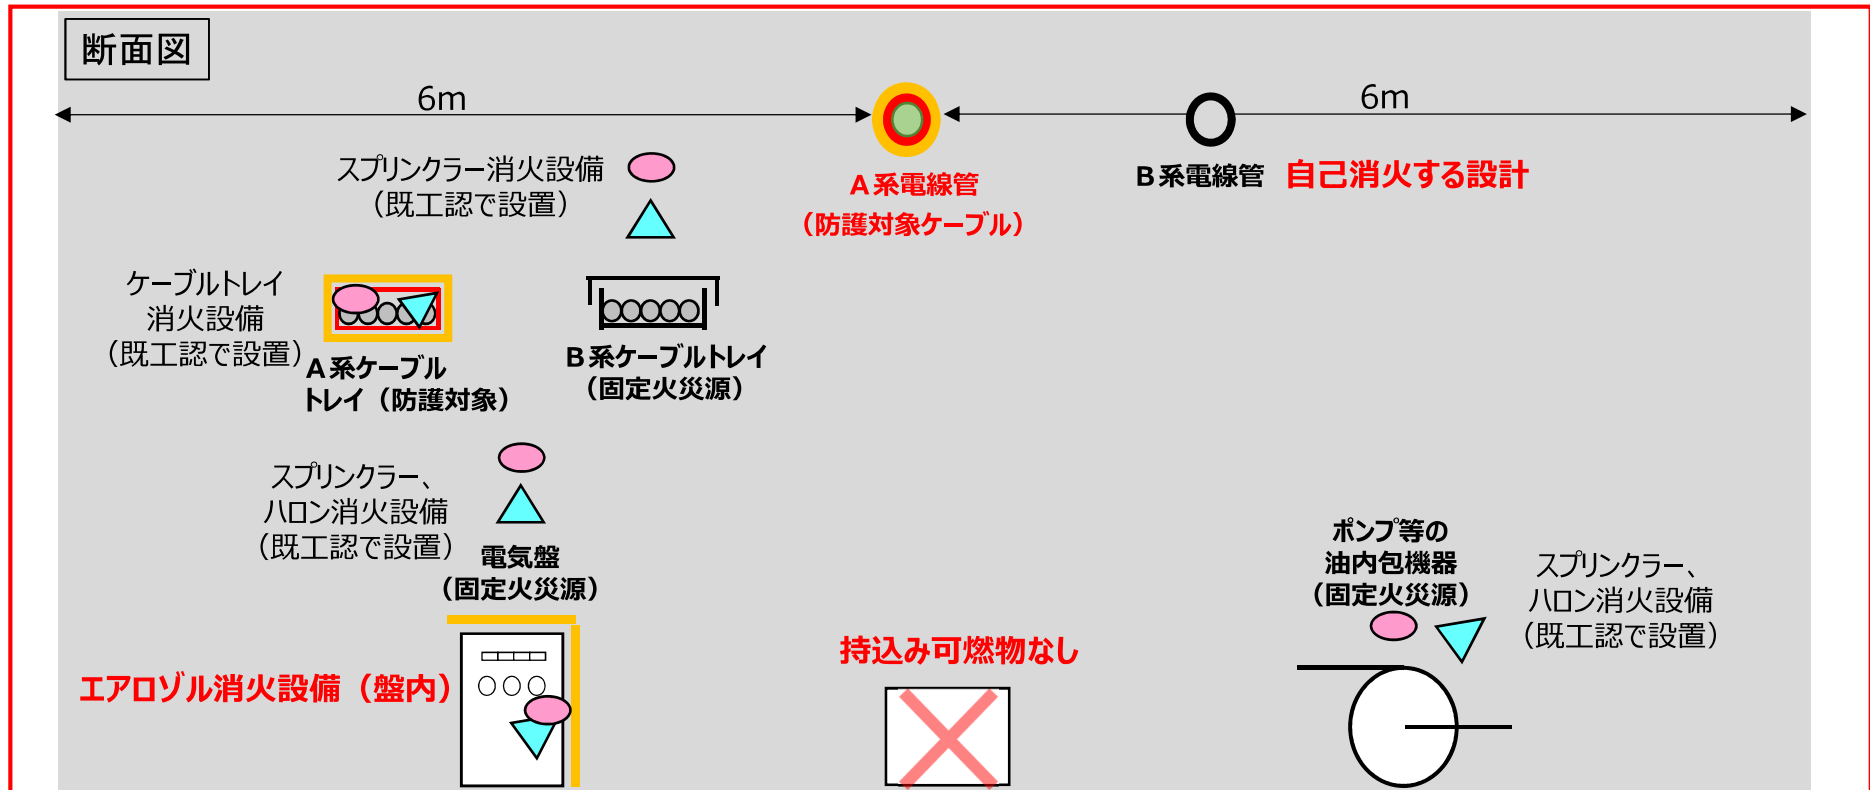 断面図
6m
6m
スプリンクラー消火設備
（既工認で設置）
A系電線管
（防護対象ケーブル）
B系電線管
自己消火する設計
ケーブルトレイ
消火設備
（既工認で設置）
A系ケーブル
トレイ（防護対象）
B系ケーブルトレイ
（固定火災源）
スプリンクラー、
ハロン消火設備
（既工認で設置）
電気盤
（固定火災源）
ポンプ等の
油内包機器
（固定火災源）
スプリンクラー、
ハロン消火設備
（既工認で設置）
エアロゾル消火設備（盤内）
持込み可燃物なし